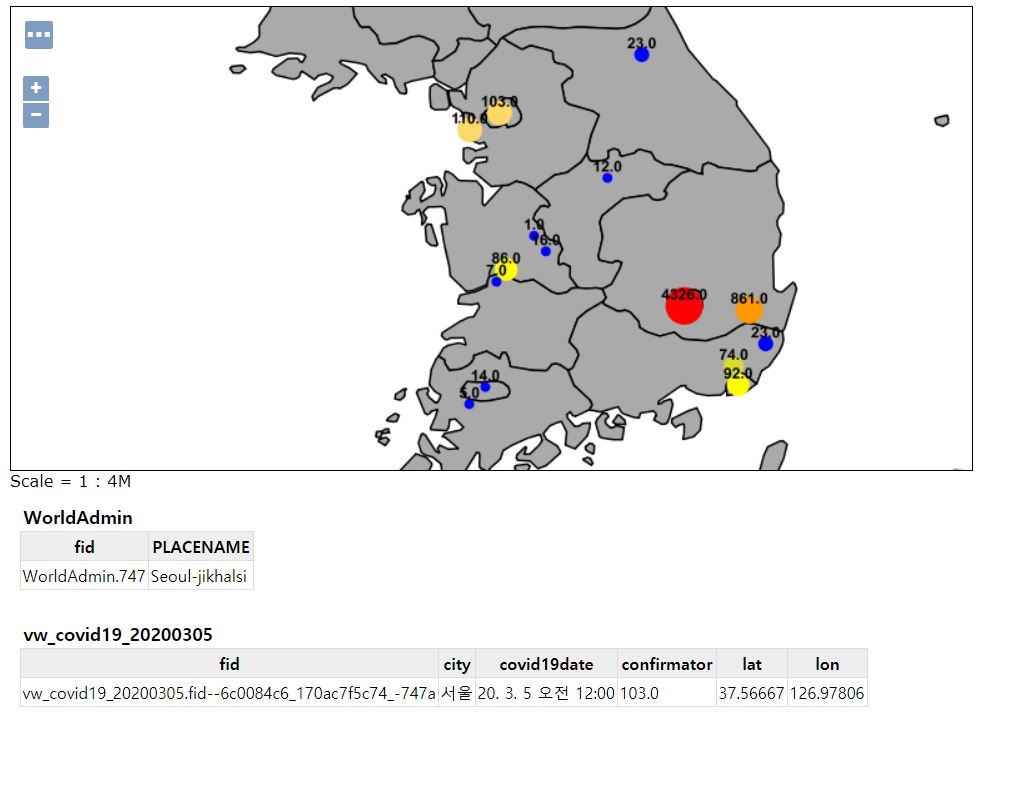 ...
+
−
23.0
103.0
110.0
12.0
1.0
16.0
86.0
7.0
4326.0
861.0
23.0
74.0
92.0
14.0
5.0
Scale = 1 : 4M
WorldAdmin
fid PLACENAME
WorldAdmin.747 Seoul-jikhalsi
vw_covid19_20200305
fid city covid19date confirmator lat lon
vw_covid19_20200305.fid--6c0084c6_170ac7f5c74_-747a 서울 20. 3. 5 오전 12:00 103.0 37.56667 126.97806